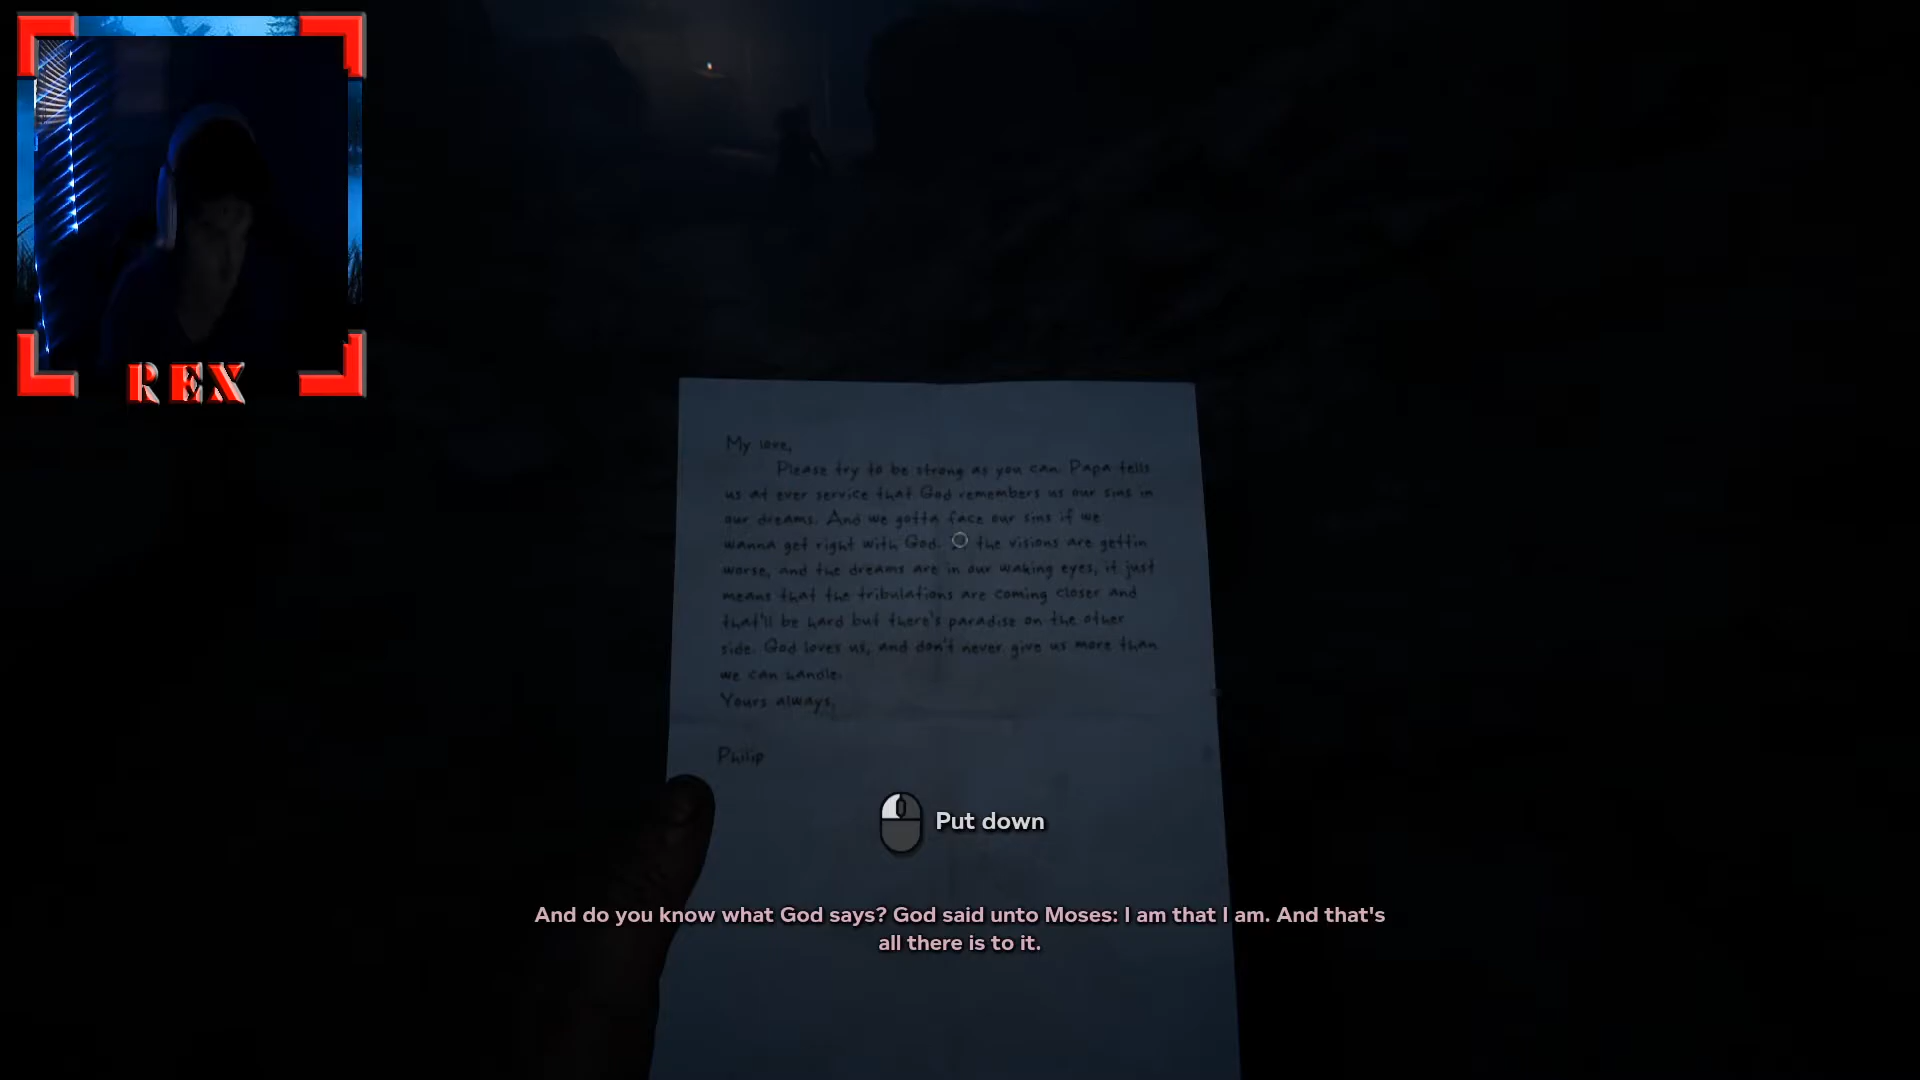 REX
My love,
Please try to be strong as you can. Papa tells
us at ever service that God remembers us our sins in
our dreams. And we gotta face our sins if we
wanna get right with God. the visions are gettin
worse, and the dreams are in our waking eyes, it just
means that the tribulations are coming closer and
that'll be hard but there's paradise on the other
side. God loves us, and don't never give us more than
we can handle.
Yours always,
Philip
Put down
And do you know what God says? God said unto Moses: I am that I am. And that's
all there is to it.